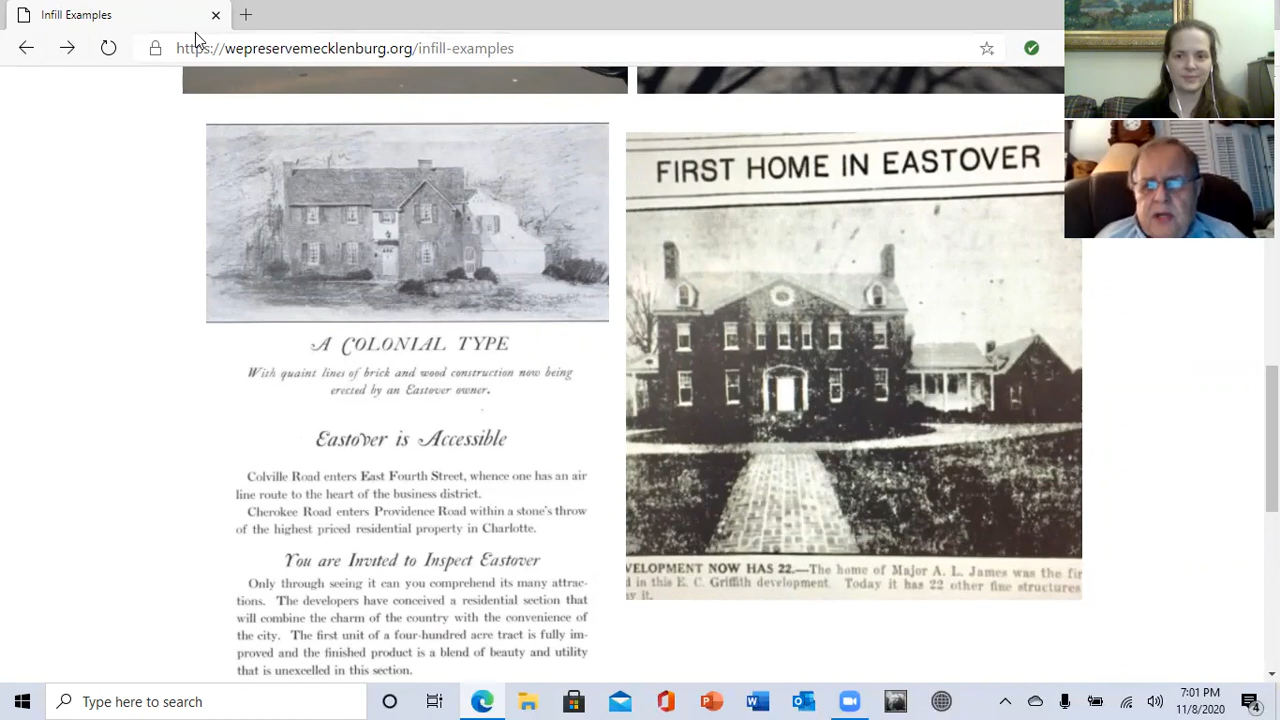 Infill Examples
https://wepreservemecklenburg.org/infill-examples
A COLONIAL TYPE
With quaint lines of brick and wood construction now being
erected by an Eastover owner.
Eastover is Accessible
Colville Road enters East Fourth Street, whence one has an air
line route to the heart of the business district.
Cherokee Road enters Providence Road within a stone's throw
of the highest priced residential property in Charlotte.
You are Invited to Inspect Eastover
Only through seeing it can you comprehend its many attrac-
tions. The developers have conceived a residential section that
will combine the charm of the country with the convenience of
the city. The first unit of a four-hundred acre tract is fully im-
proved and the finished product is a blend of beauty and utility
that is unexcelled in this section.
FIRST HOME IN EASTOVER
VELOPMENT NOW HAS 22.—The home of Major A. L. James was the fir
d in this E. C. Griffith development. Today it has 22 other fine structures
y it.
Type here to search
7:01 PM
11/8/2020
4